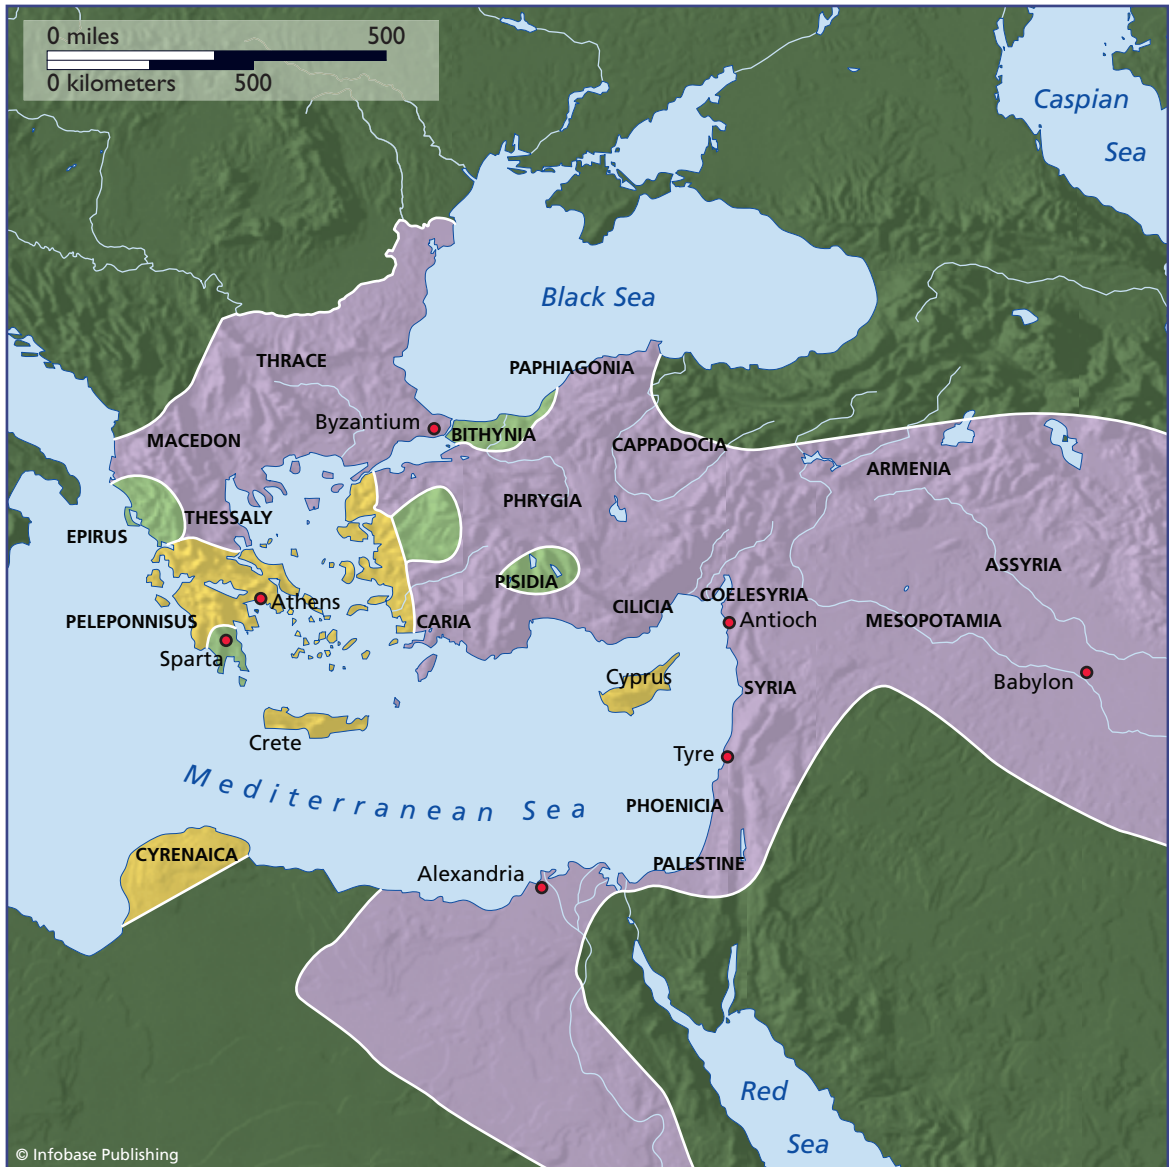 0 miles 500
0 kilometers 500
Caspian
Sea
Black Sea
THRACE
PAPHIAGONIA
Byzantium
BITHYNIA
MACEDON
CAPPADOCIA
ARMENIA
PHRYGIA
THESSALY
EPIRUS
ASSYRIA
PISIDIA
COELESYRIA
Athens
CILICIA
PELEPONNISUS
CARIA
Antioch
MESOPOTAMIA
Sparta
Cyprus
SYRIA
Babylon
Crete
Tyre
Mediterranean Sea
PHOENICIA
CYRENAICA
PALESTINE
Alexandria
Red
Sea
© Infobase Publishing